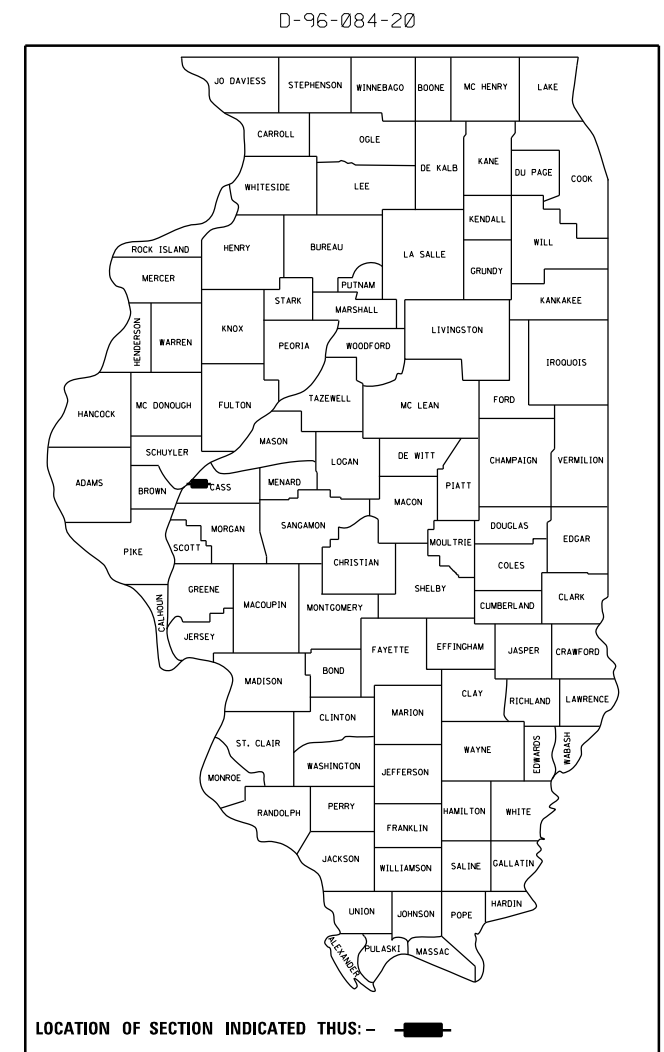 D-96-084-20
JO DAVIESS
STEPHENSON
WINNEBAGO
BOONE
MC HENRY
LAKE
CARROLL
OGLE
DE KALB
KANE
DU PAGE
COOK
WHITESIDE
LEE
KENDALL
ROCK ISLAND
HENRY
BUREAU
LA SALLE
GRUNDY
WILL
MERCER
PUTNAM
STARK
MARSHALL
KANKAKEE
HENDERSON
WARREN
KNOX
PEORIA
WOODFORD
LIVINGSTON
IROQUOIS
HANCOCK
MC DONOUGH
FULTON
TAZEWELL
MC LEAN
FORD
MASON
SCHUYLER
LOGAN
DE WITT
CHAMPAIGN
VERMILION
ADAMS
BROWN
CASS
MENARD
PIATT
MACON
MORGAN
SANGAMON
DOUGLAS
EDGAR
PIKE
SCOTT
CHRISTIAN
MOULTRIE
COLES
GREENE
MACOUPIN
MONTGOMERY
SHELBY
CUMBERLAND
CLARK
CALHOUN
JERSEY
FAYETTE
EFFINGHAM
JASPER
CRAWFORD
BOND
MADISON
CLAY
RICHLAND
LAWRENCE
CLINTON
MARION
ST. CLAIR
WAYNE
EDWARDS
WABASH
WASHINGTON
JEFFERSON
MONROE
RANDOLPH
PERRY
HAMILTON
WHITE
FRANKLIN
JACKSON
WILLIAMSON
SALINE
GALLATIN
UNION
JOHNSON
POPE
HARDIN
ALEXANDER
PULASKI
MASSAC
LOCATION OF SECTION INDICATED THUS: -